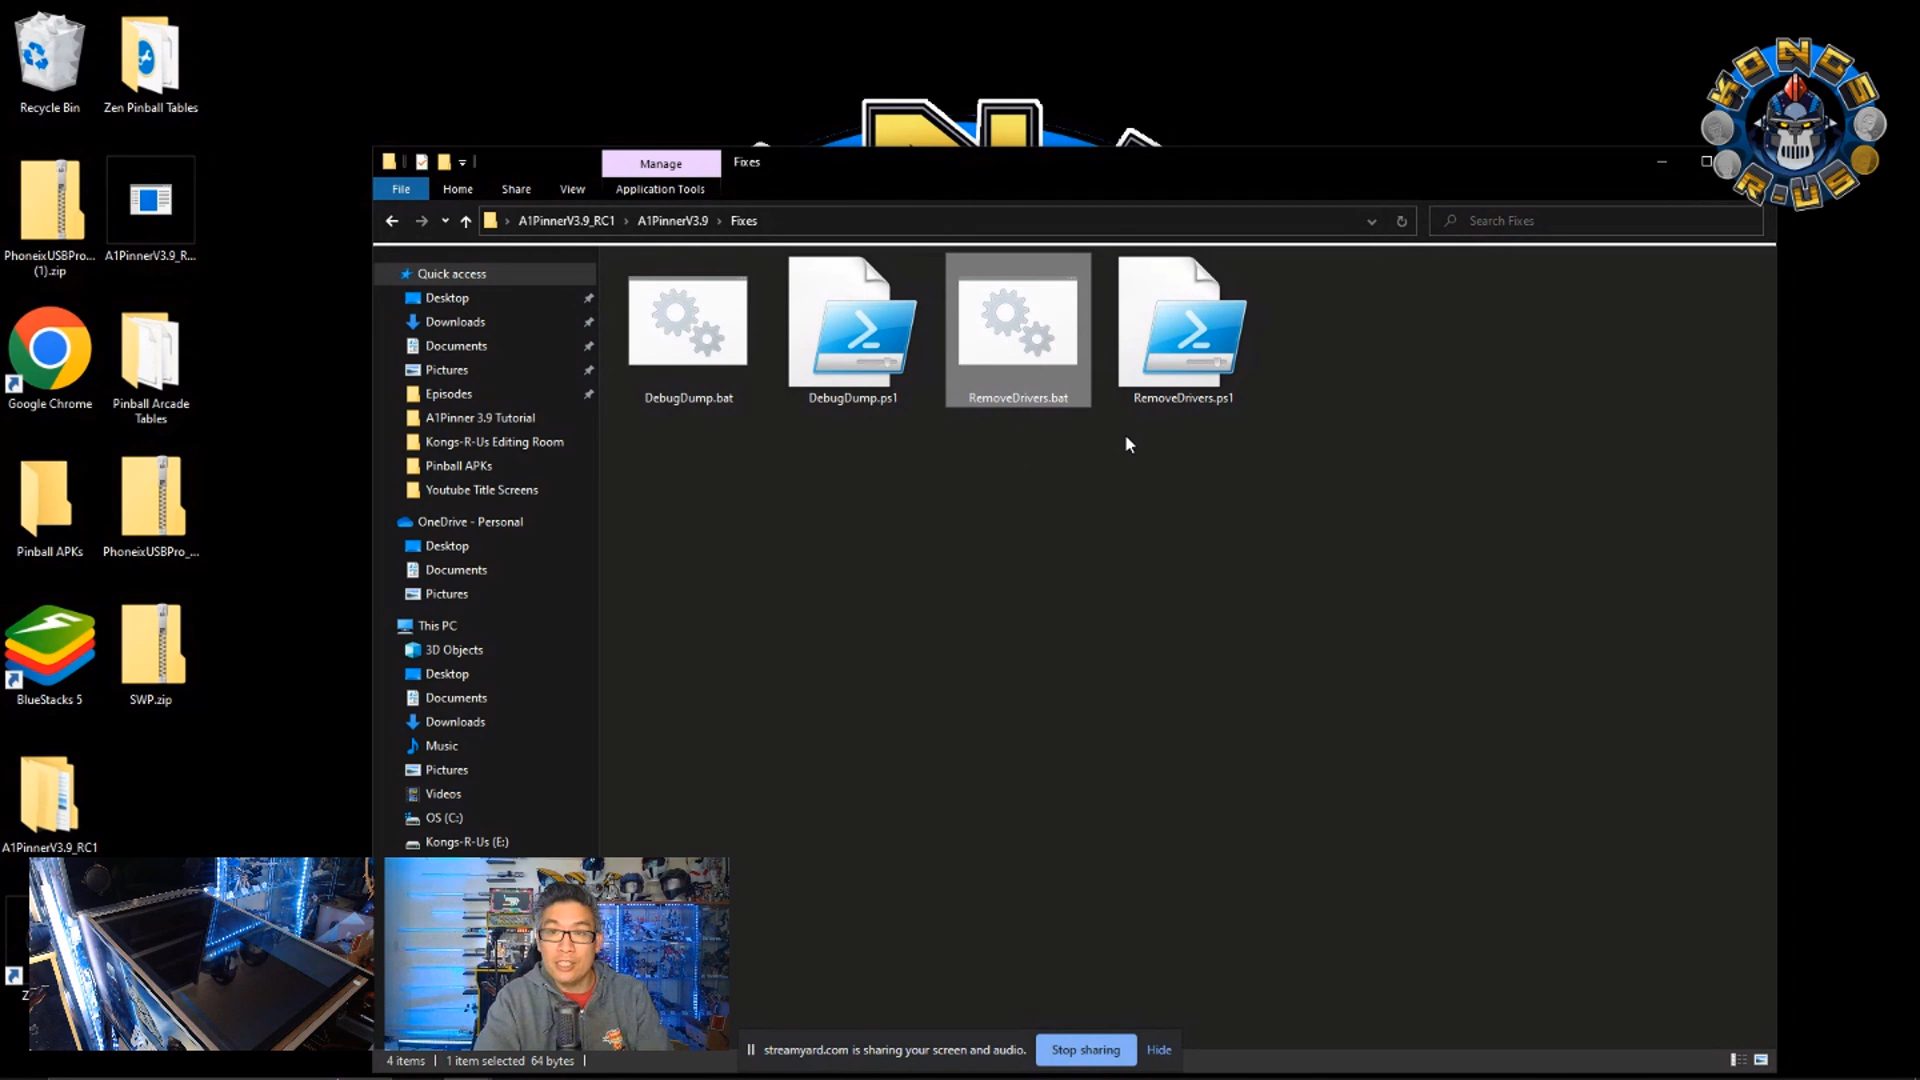 Recycle Bin
Zen Pinball Tables
PhoneixUSBPro...
(1).zip
A1PinnerV3.9_R...
Google Chrome
Pinball Arcade
Tables
Pinball APKs
PhoneixUSBPro_...
BlueStacks 5
SWP.zip
A1PinnerV3.9_RC1
Z
N
KONGS
R-US
Manage
Fixes
File
Home
Share
View
Application Tools
A1PinnerV3.9_RC1 › A1PinnerV3.9 › Fixes
Search Fixes
Quick access
Desktop
Downloads
Documents
Pictures
Episodes
A1Pinner 3.9 Tutorial
Kongs-R-Us Editing Room
Pinball APKs
Youtube Title Screens
OneDrive - Personal
Desktop
Documents
Pictures
This PC
3D Objects
Desktop
Documents
Downloads
Music
Pictures
Videos
OS (C:)
Kongs-R-Us (E:)
DebugDump.bat
DebugDump.ps1
RemoveDrivers.bat
RemoveDrivers.ps1
4 items
1 item selected 64 bytes
streamyard.com is sharing your screen and audio.
Stop sharing
Hide